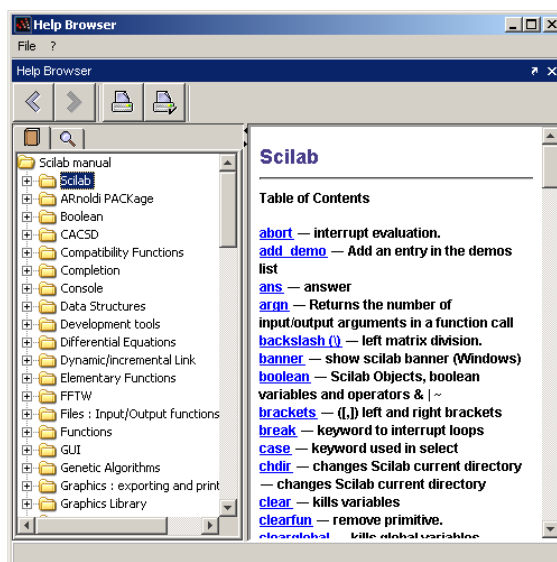 Help Browser
File ?
Help Browser
Scilab manual
Scilab
ARnoldi PACKage
Boolean
CACSD
Compatibility Functions
Completion
Console
Data Structures
Development tools
Differential Equations
Dynamic/incremental Link
Elementary Functions
FFTW
Files : Input/Output functions
Functions
GUI
Genetic Algorithms
Graphics : exporting and print
Graphics Library
Scilab
Table of Contents
abort — interrupt evaluation.
add_demo — Add an entry in the demos
list
ans — answer
argn — Returns the number of
input/output arguments in a function call
backslash (\) — left matrix division.
banner — show scilab banner (Windows)
boolean — Scilab Objects, boolean
variables and operators & | ~
brackets — ([,]) left and right brackets
break — keyword to interrupt loops
case — keyword used in select
chdir — changes Scilab current directory
— changes Scilab current directory
clear — kills variables
clearfun — remove primitive.
clearglobal — kills global variables